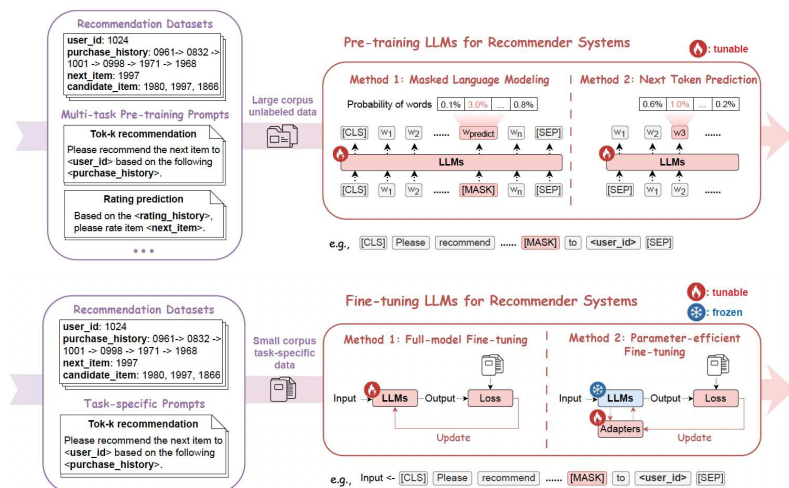 Recommendation Datasets
user_id: 1024
purchase_history: 0961-> 0832 ->
1001 -> 0998 -> 1971 -> 1968
next_item: 1997
candidate_item: 1980, 1997, 1866
Multi-task Pre-training Prompts
Tok-k recommendation
Please recommend the next item to
<user_id> based on the following
<purchase_history>.
Rating prediction
Based on the <rating_history>,
please rate item <next_item>.
Large corpus
unlabeled data
Pre-training LLMs for Recommender Systems
: tunable
Method 1: Masked Language Modeling
Probability of words 0.1% 3.0% ... 0.8%
[CLS] w1 w2 ...... wpredict wn [SEP]
LLMs
[CLS] w1 w2 ...... [MASK] wn [SEP]
Method 2: Next Token Prediction
0.6% 1.0% ... 0.2%
w1 w2 w3 ......
LLMs
[SEP] w1 w2 ......
e.g., [CLS] Please recommend ...... [MASK] to <user_id> [SEP]
Recommendation Datasets
user_id: 1024
purchase_history: 0961-> 0832 ->
1001 -> 0998 -> 1971 -> 1968
next_item: 1997
candidate_item: 1980, 1997, 1866
Task-specific Prompts
Tok-k recommendation
Please recommend the next item to
<user_id> based on the following
<purchase_history>.
Small corpus
task-specific
data
Fine-tuning LLMs for Recommender Systems
: tunable
: frozen
Method 1: Full-model Fine-tuning
Input LLMs Output Loss
Update
Method 2: Parameter-efficient
Fine-tuning
Input LLMs Output Loss
Adapters
Update
e.g., Input <- [CLS] Please recommend ...... [MASK] to <user_id> [SEP]